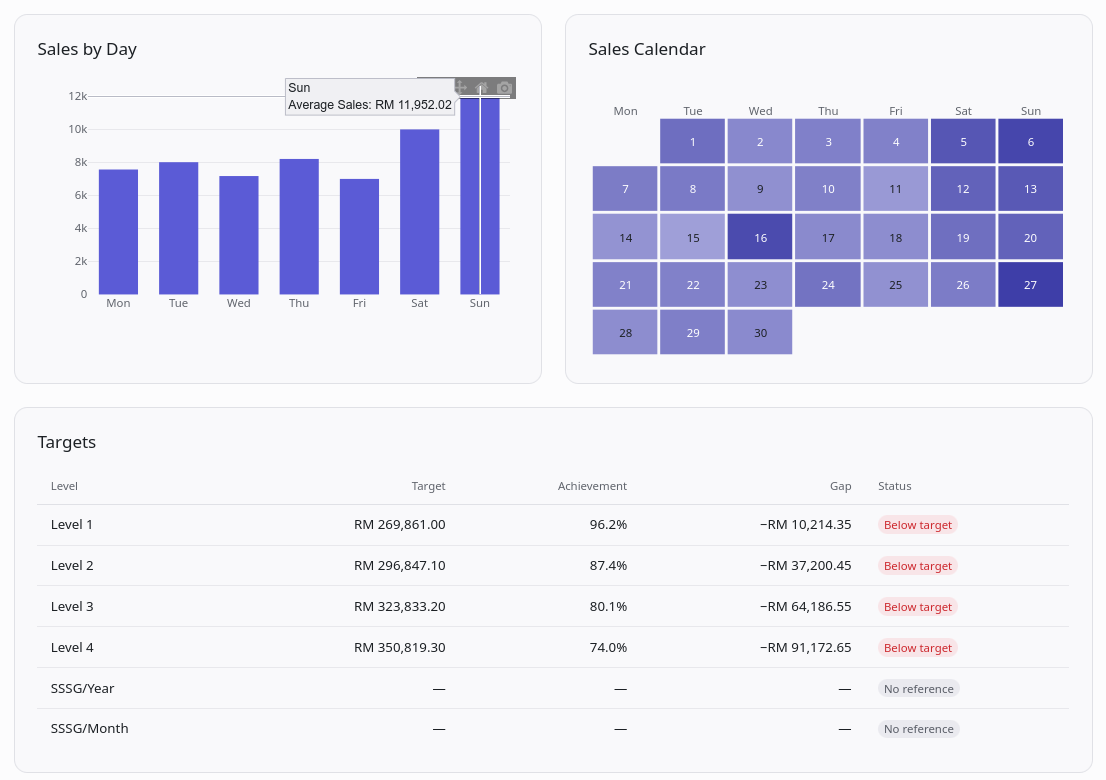 Sales by Day
Sun
Average Sales: RM 11,952.02
12k
10k
8k
6k
4k
2k
0
Mon Tue Wed Thu Fri Sat Sun
Sales Calendar
Mon Tue Wed Thu Fri Sat Sun
1 2 3 4 5 6
7 8 9 10 11 12 13
14 15 16 17 18 19 20
21 22 23 24 25 26 27
28 29 30
Targets
Level Target Achievement Gap Status
Level 1 RM 269,861.00 96.2% −RM 10,214.35 Below target
Level 2 RM 296,847.10 87.4% −RM 37,200.45 Below target
Level 3 RM 323,833.20 80.1% −RM 64,186.55 Below target
Level 4 RM 350,819.30 74.0% −RM 91,172.65 Below target
SSSG/Year — — — No reference
SSSG/Month — — — No reference